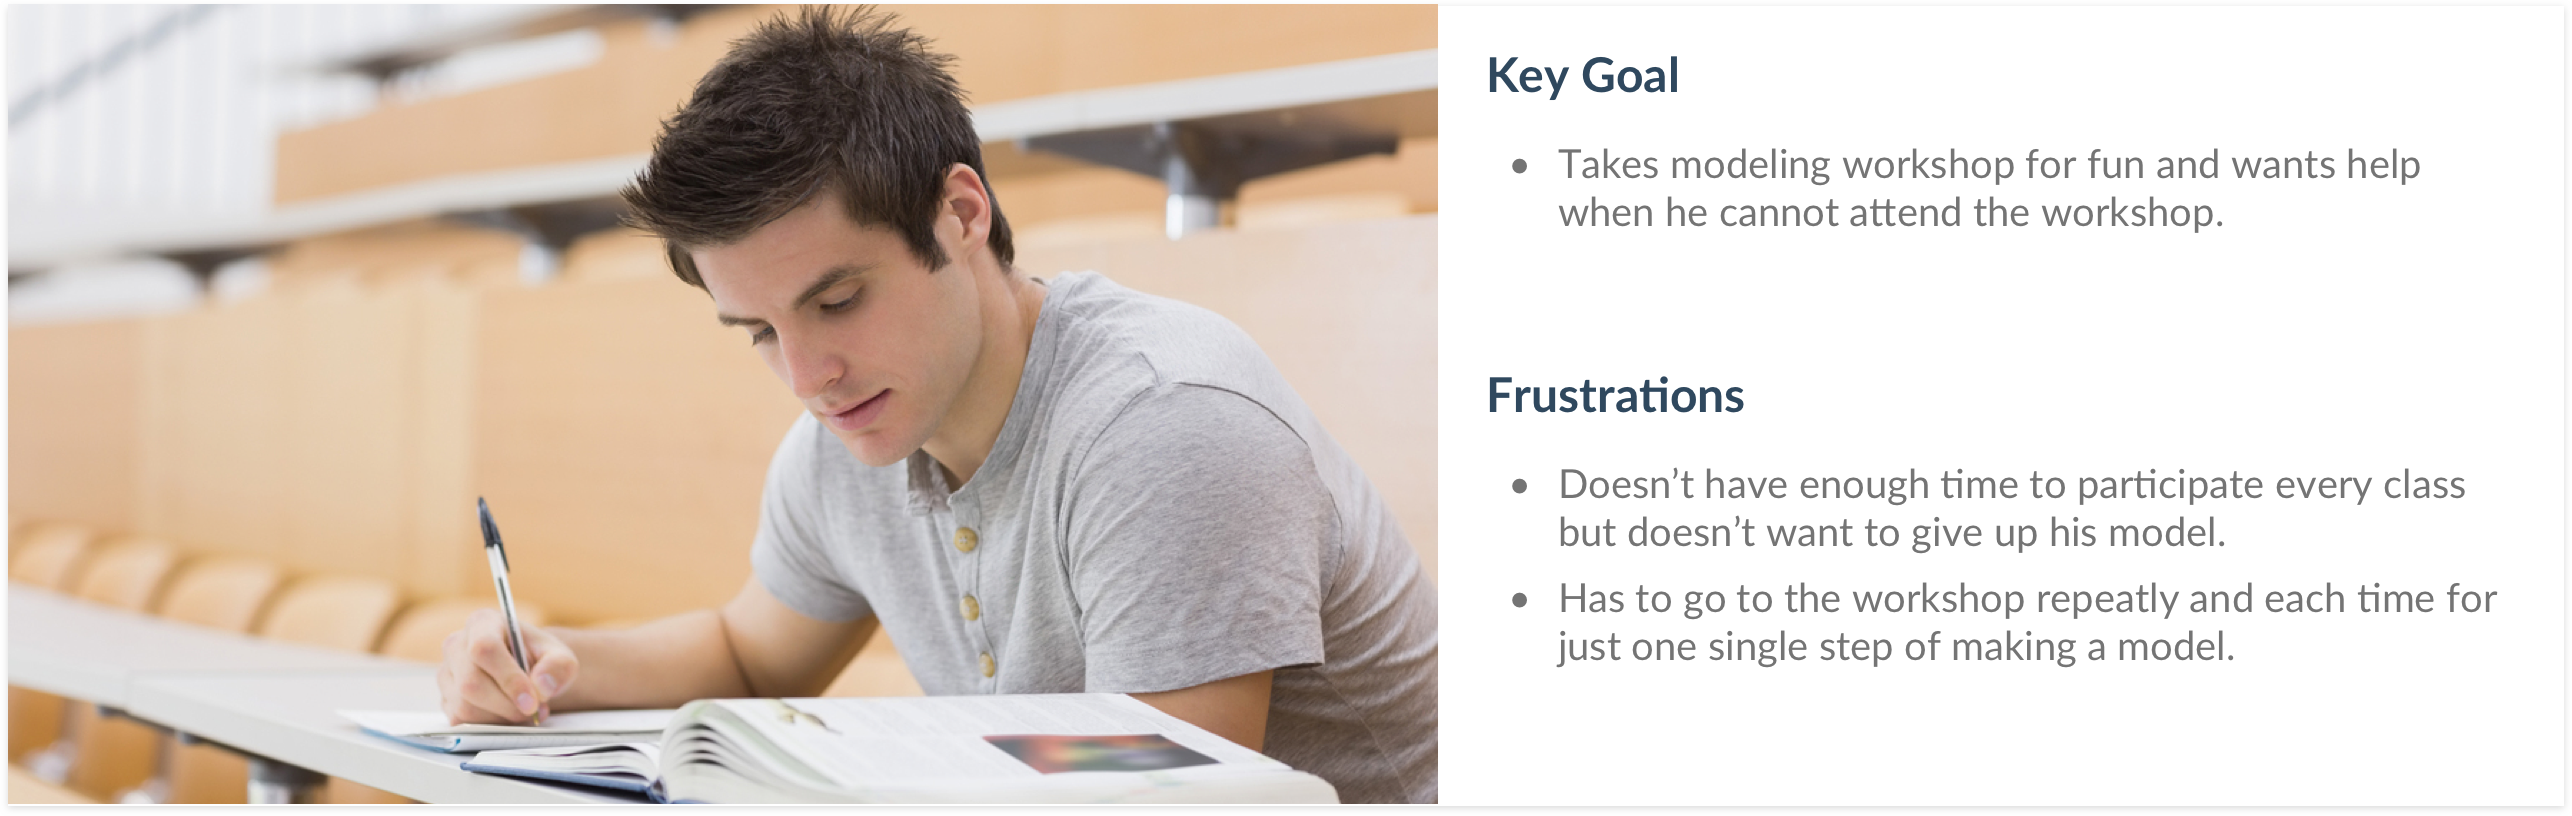 Key Goal
• Takes modeling workshop for fun and wants help
when he cannot attend the workshop.
Frustrations
• Doesn’t have enough time to participate every class
but doesn’t want to give up his model.
• Has to go to the workshop repeatly and each time for
just one single step of making a model.